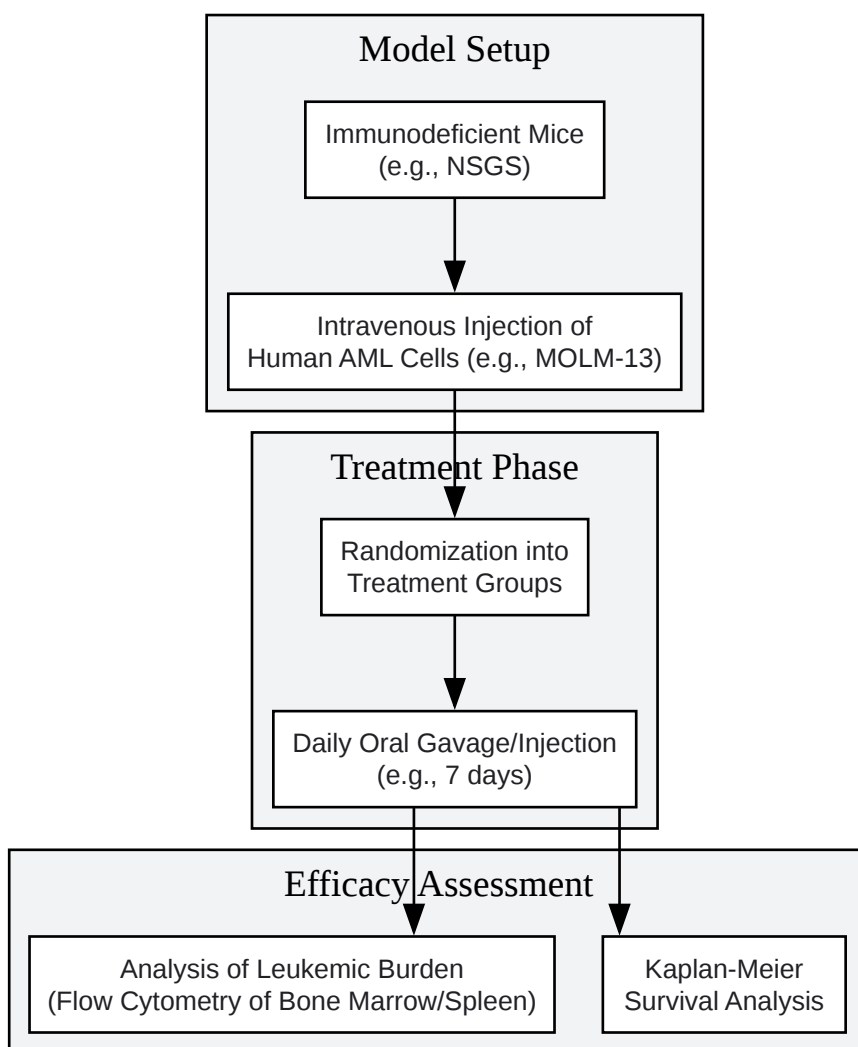 Model Setup
Immunodeficient Mice
(e.g., NSGS)
Intravenous Injection of
Human AML Cells (e.g., MOLM-13)
Treatment Phase
Randomization into
Treatment Groups
Daily Oral Gavage/Injection
(e.g., 7 days)
Efficacy Assessment
Analysis of Leukemic Burden
(Flow Cytometry of Bone Marrow/Spleen)
Kaplan-Meier
Survival Analysis